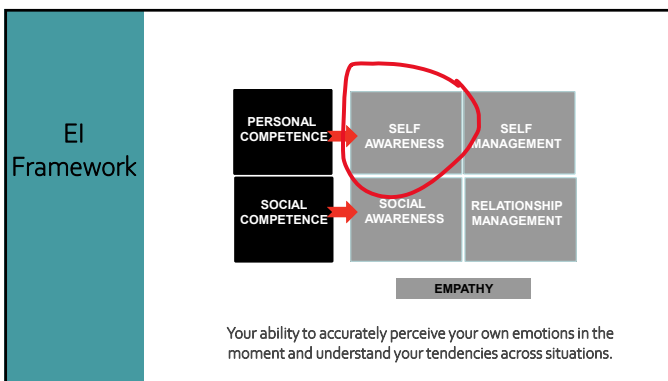 EI
Framework
PERSONAL
COMPETENCE
SELF
AWARENESS
SELF
MANAGEMENT
SOCIAL
COMPETENCE
SOCIAL
AWARENESS
RELATIONSHIP
MANAGEMENT
EMPATHY
Your ability to accurately perceive your own emotions in the
moment and understand your tendencies across situations.